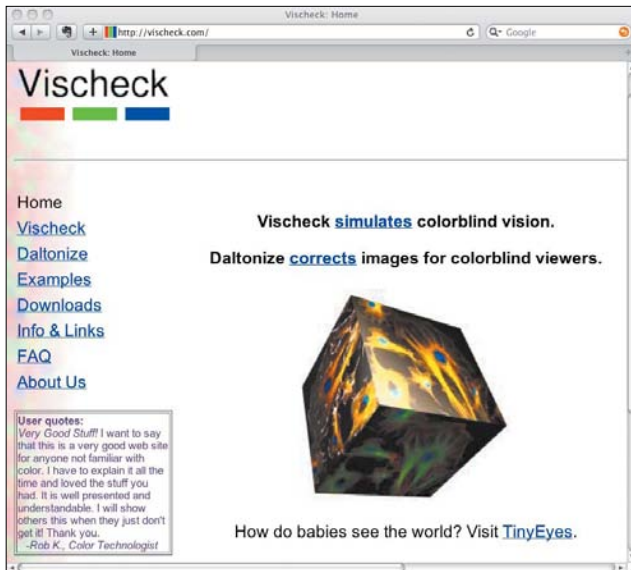 Vischeck: Home
http://vischeck.com/
Google
Vischeck: Home
Vischeck
Home
Vischeck
Daltonize
Examples
Downloads
Info & Links
FAQ
About Us
Vischeck simulates colorblind vision.
Daltonize corrects images for colorblind viewers.
User quotes:
Very Good Stuff! I want to say
that this is a very good web site
for anyone not familiar with
color. I have to explain it all the
time and loved the stuff you
had. It is well presented and
understandable. I will show
others this when they just don't
get it! Thank you.
-Rob K., Color Technologist
How do babies see the world? Visit TinyEyes.